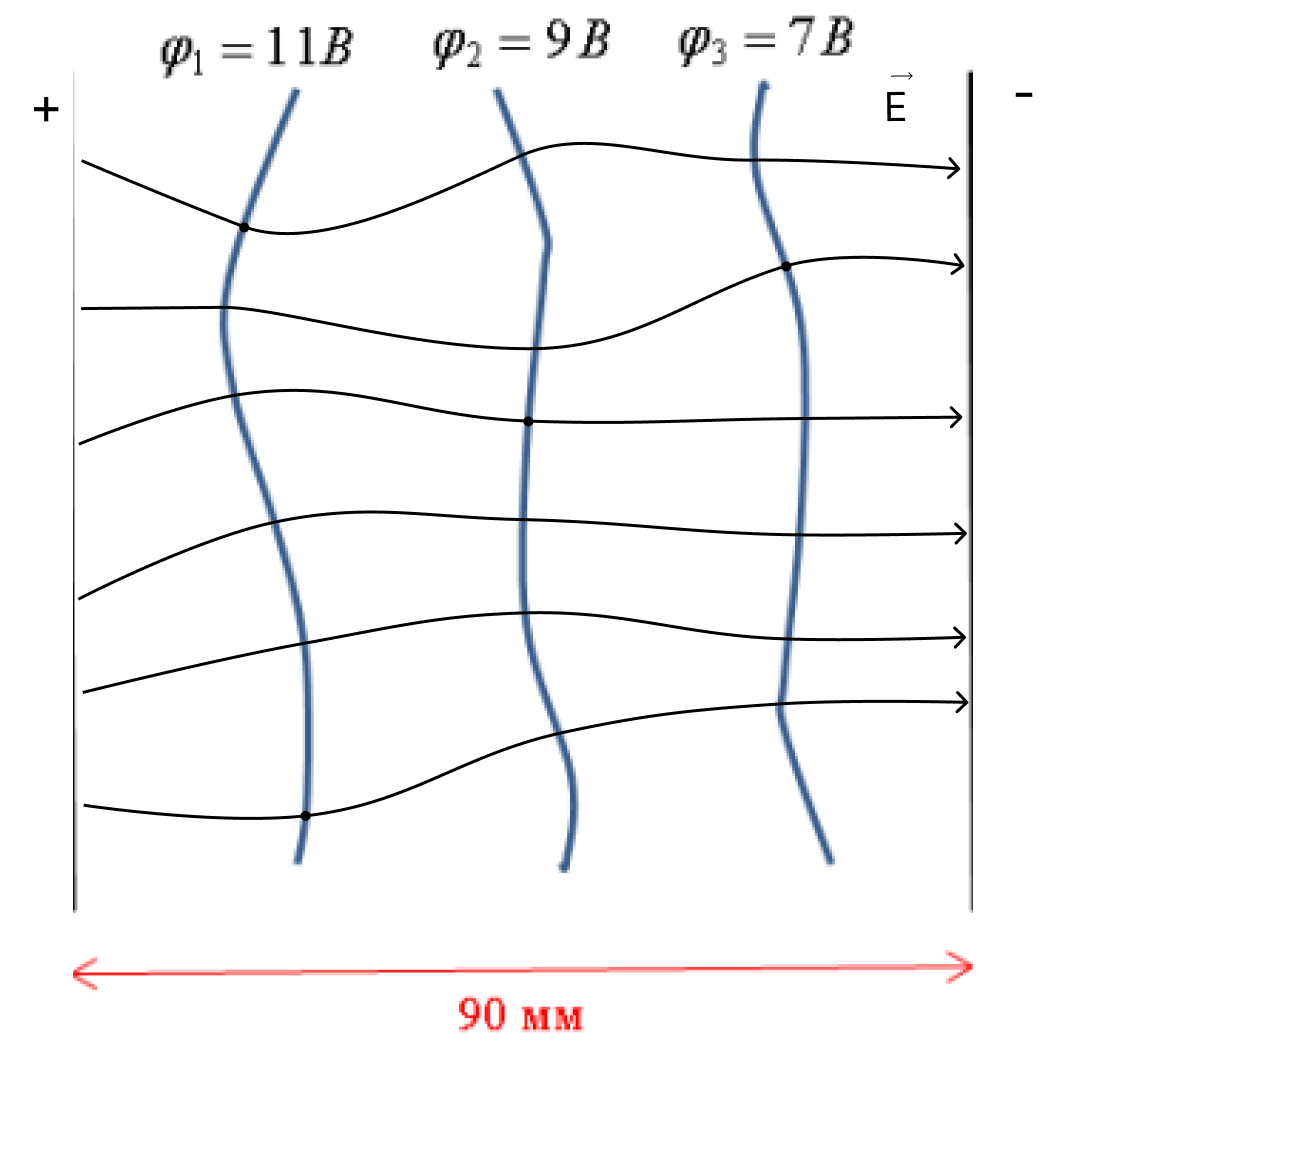 φ₁ = 11В φ₂ = 9В φ₃ = 7В
+ E⃗ -
90 мм